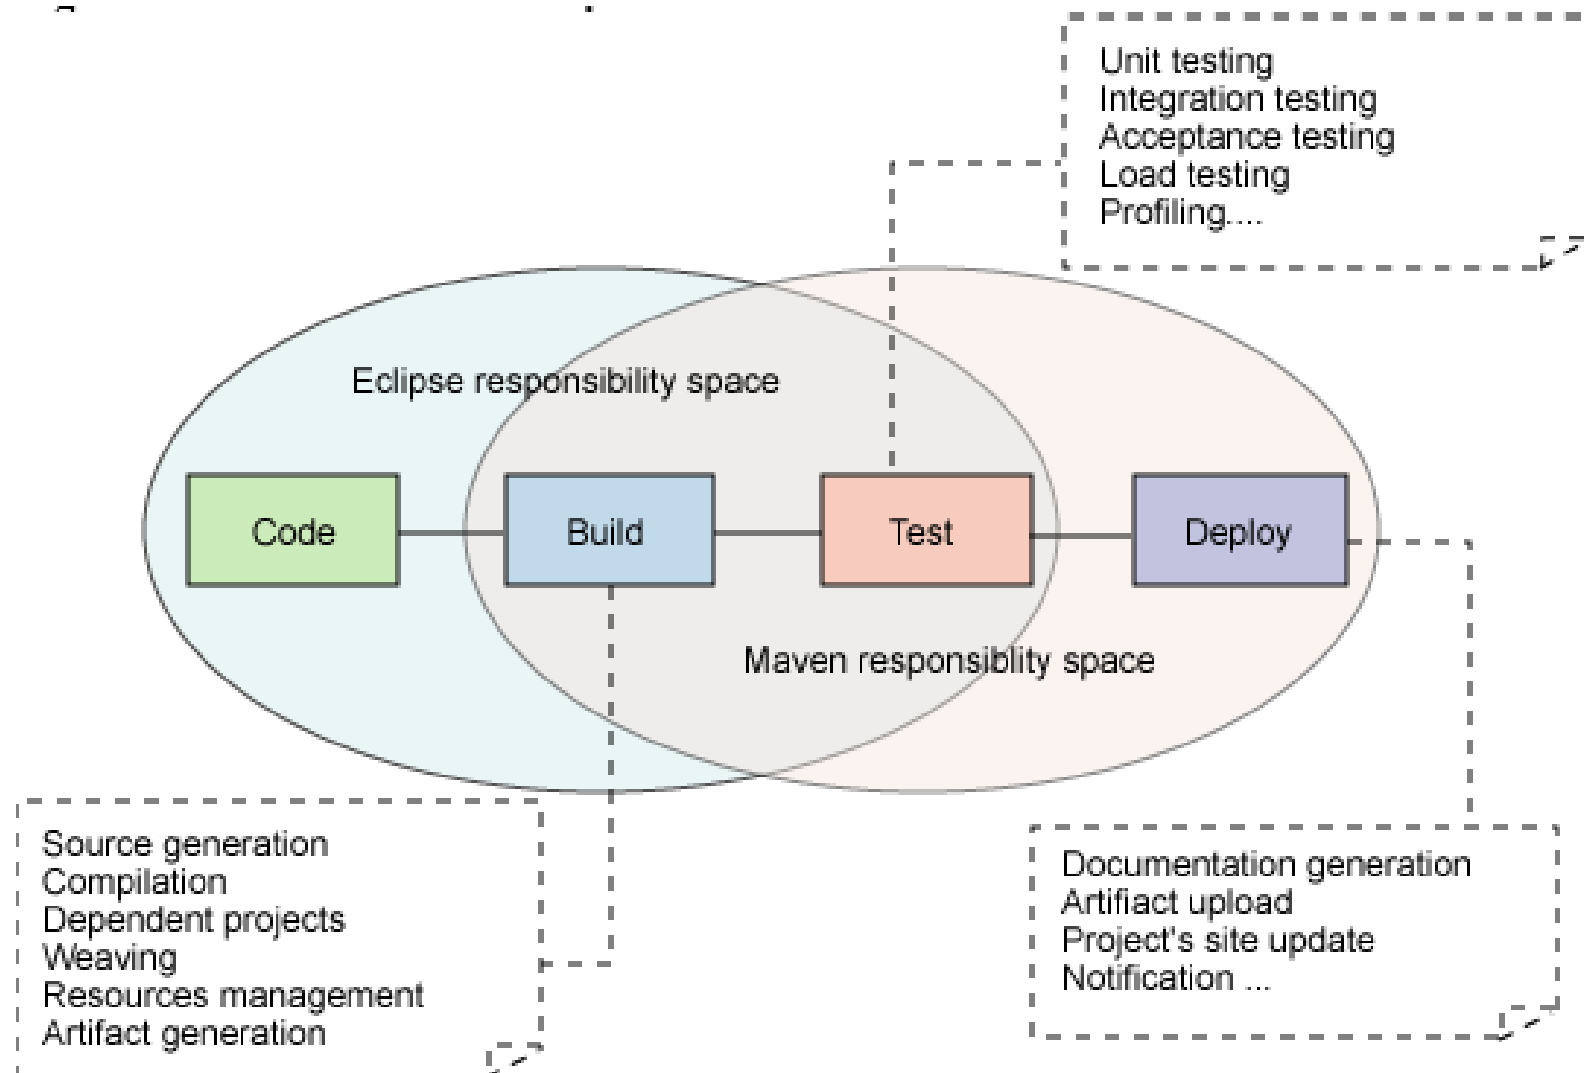 Unit testing
Integration testing
Acceptance testing
Load testing
Profiling....
Eclipse responsibility space
Code
Build
Test
Deploy
Maven responsiblity space
Source generation
Compilation
Dependent projects
Weaving
Resources management
Artifact generation
Documentation generation
Artifiact upload
Project's site update
Notification ...